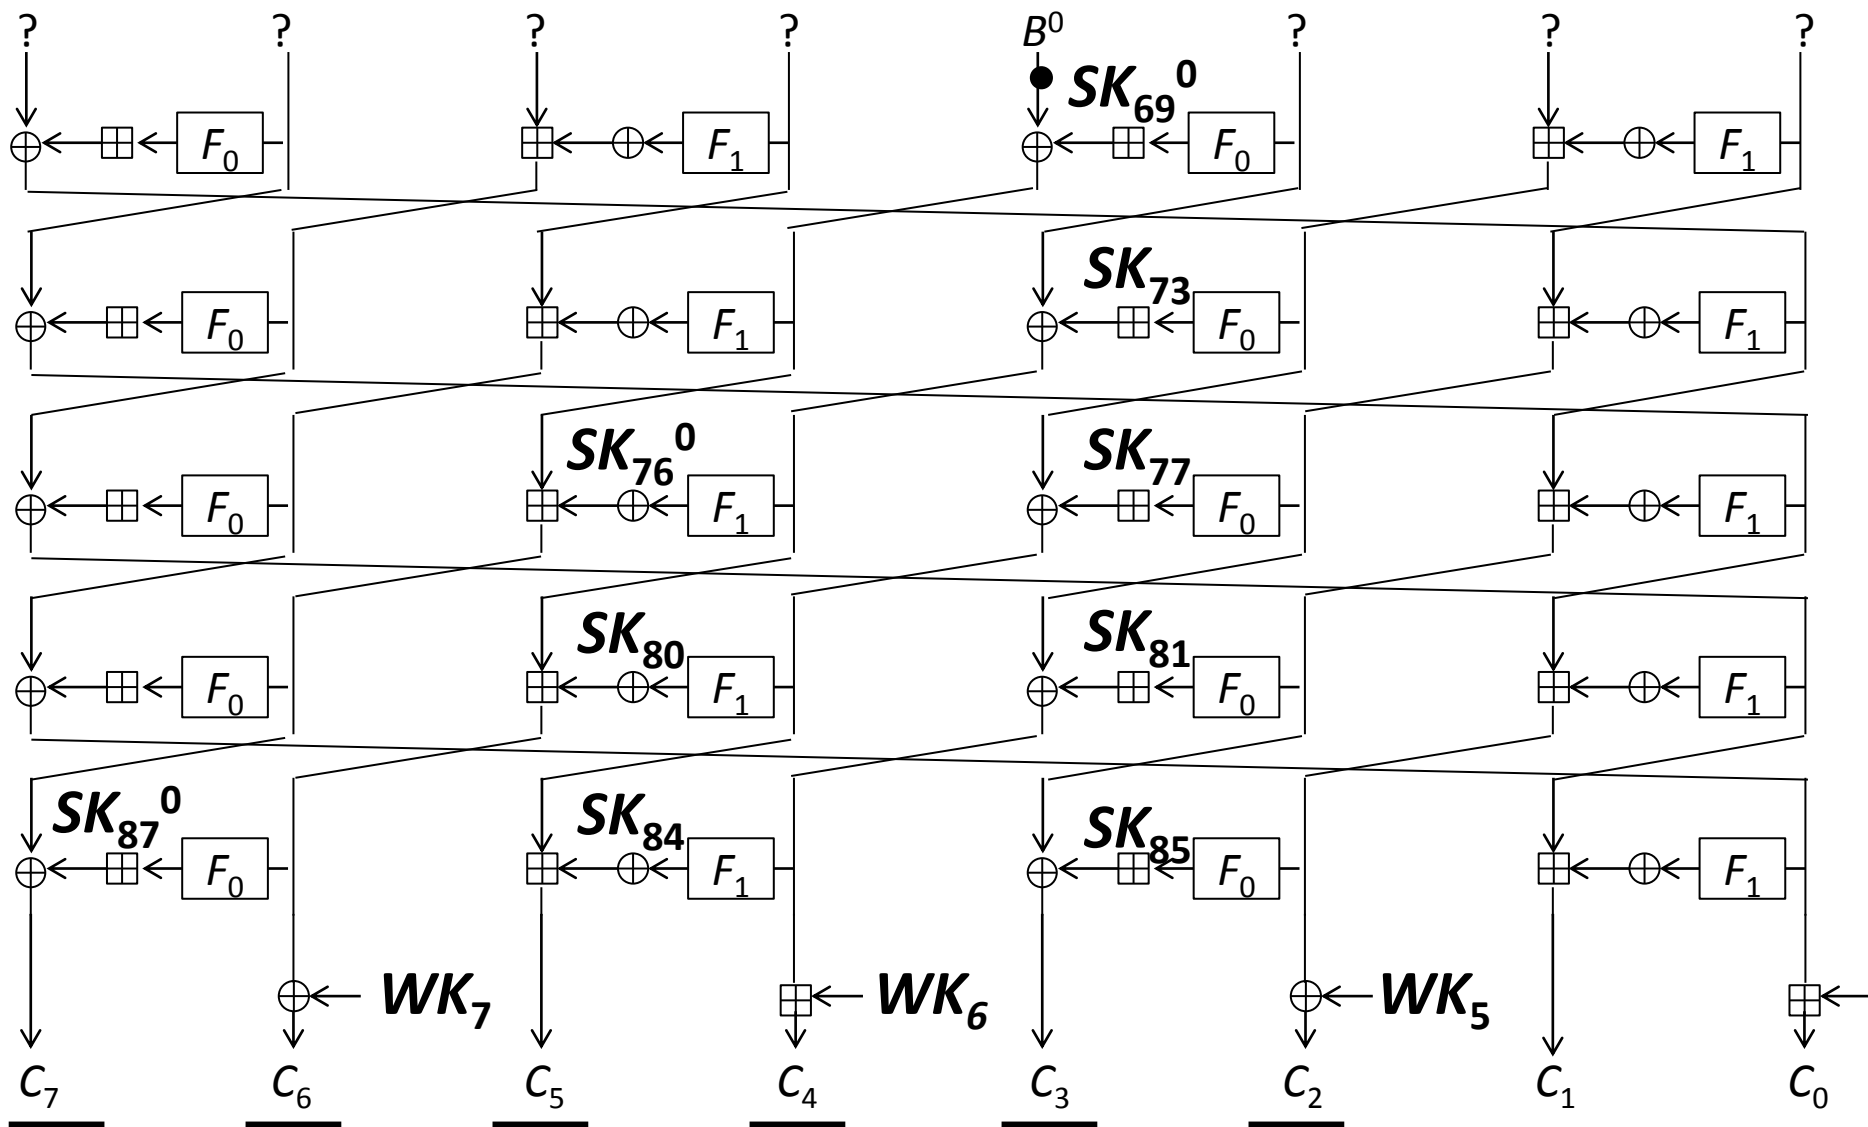 ? ? ? ? B⁰ ? ? ?
SK₆₉⁰
F₀ F₁ F₀ F₁
SK₇₃
F₀ F₁ F₀ F₁
SK₇₆⁰ SK₇₇
F₀ F₁ F₀ F₁
SK₈₀ SK₈₁
F₀ F₁ F₀ F₁
SK₈₇⁰ SK₈₄ SK₈₅
F₀ F₁ F₀ F₁
WK₇ WK₆ WK₅
C₇ C₆ C₅ C₄ C₃ C₂ C₁ C₀